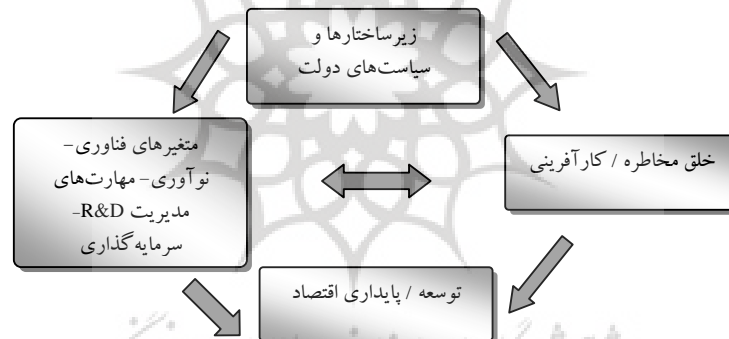 زیرساختارها و
سیاست‌های دولت
خلق مخاطره / کارآفرینی
متغیرهای فناوری-
نوآوری- مهارت‌های
مدیریت R&D-
سرمایه‌گذاری
توسعه / پایداری اقتصاد